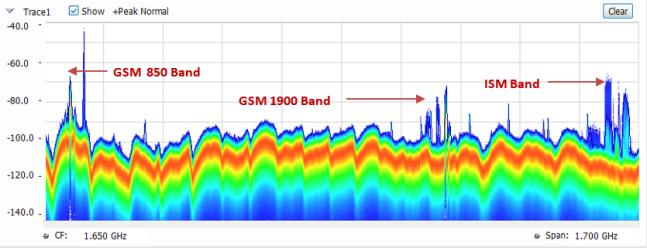 Trace1 Show +Peak Normal Clear
-40.0
GSM 850 Band
-60.0
ISM Band
GSM 1900 Band
-80.0
-100.0
-120.0
-140.0
CF: 1.650 GHz Span: 1.700 GHz